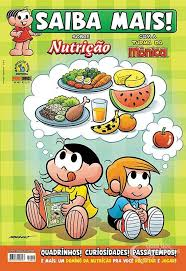 SAIBA MAIS!
SOBRE
Nutrição
COM A
TURMA DA
Mônica
QUADRINHOS! CURIOSIDADES! PASSATEMPOS!
E MAIS UM DOMINÓ DA NUTRIÇÃO PRA VOCÊ RECORTAR E JOGAR!